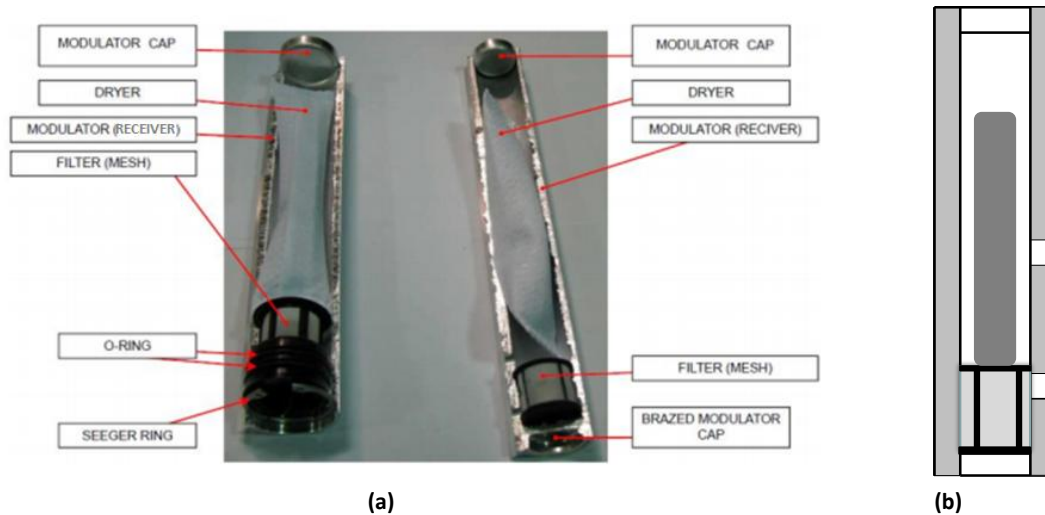 MODULATOR CAP
DRYER
MODULATOR (RECEIVER)
FILTER (MESH)
O-RING
SEEGER RING
MODULATOR CAP
DRYER
MODULATOR (RECIVER)
FILTER (MESH)
BRAZED MODULATOR
CAP
(a)
(b)